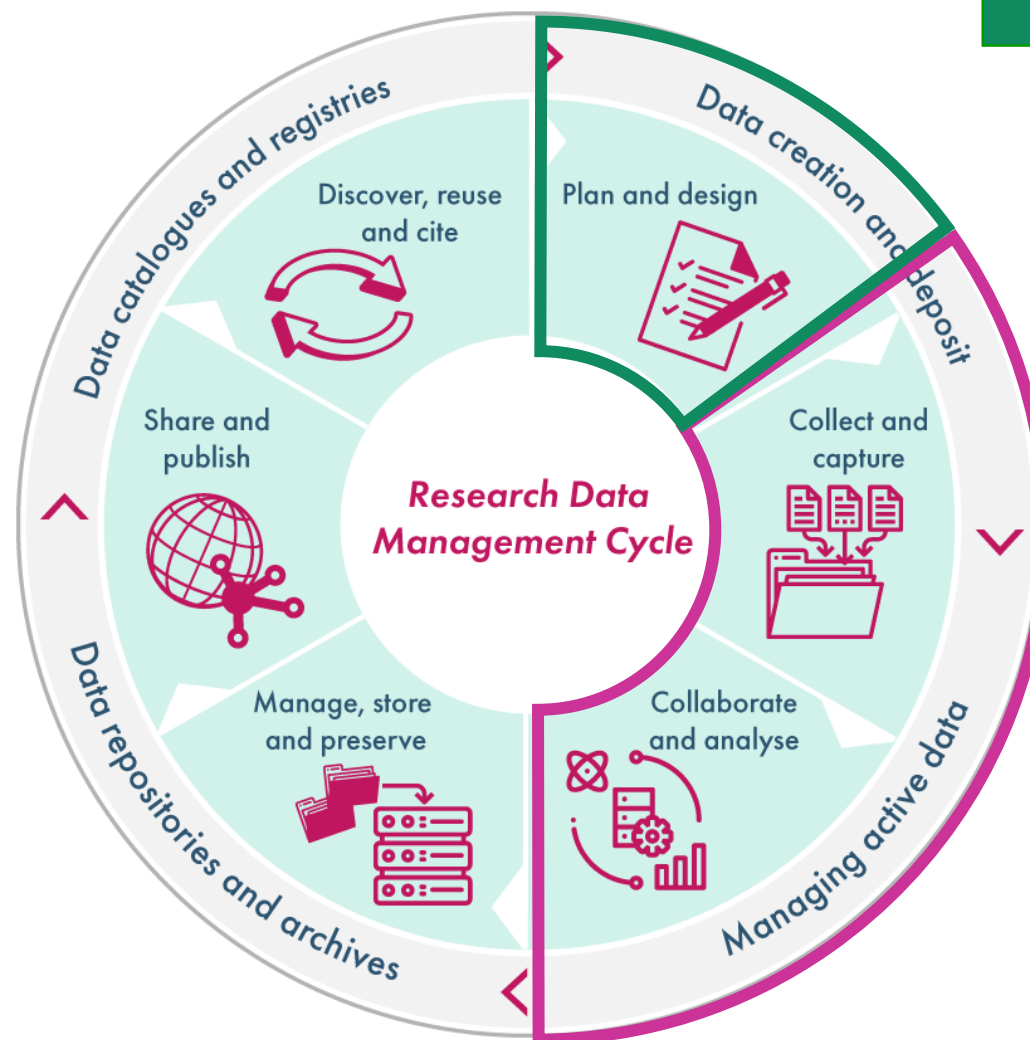 Data creation and deposit
Plan and design
Collect and
capture
Managing active data
Collaborate
and analyse
Data repositories and archives
Manage, store
and preserve
Share and
publish
Data catalogues and registries
Discover, reuse
and cite
Research Data
Management Cycle